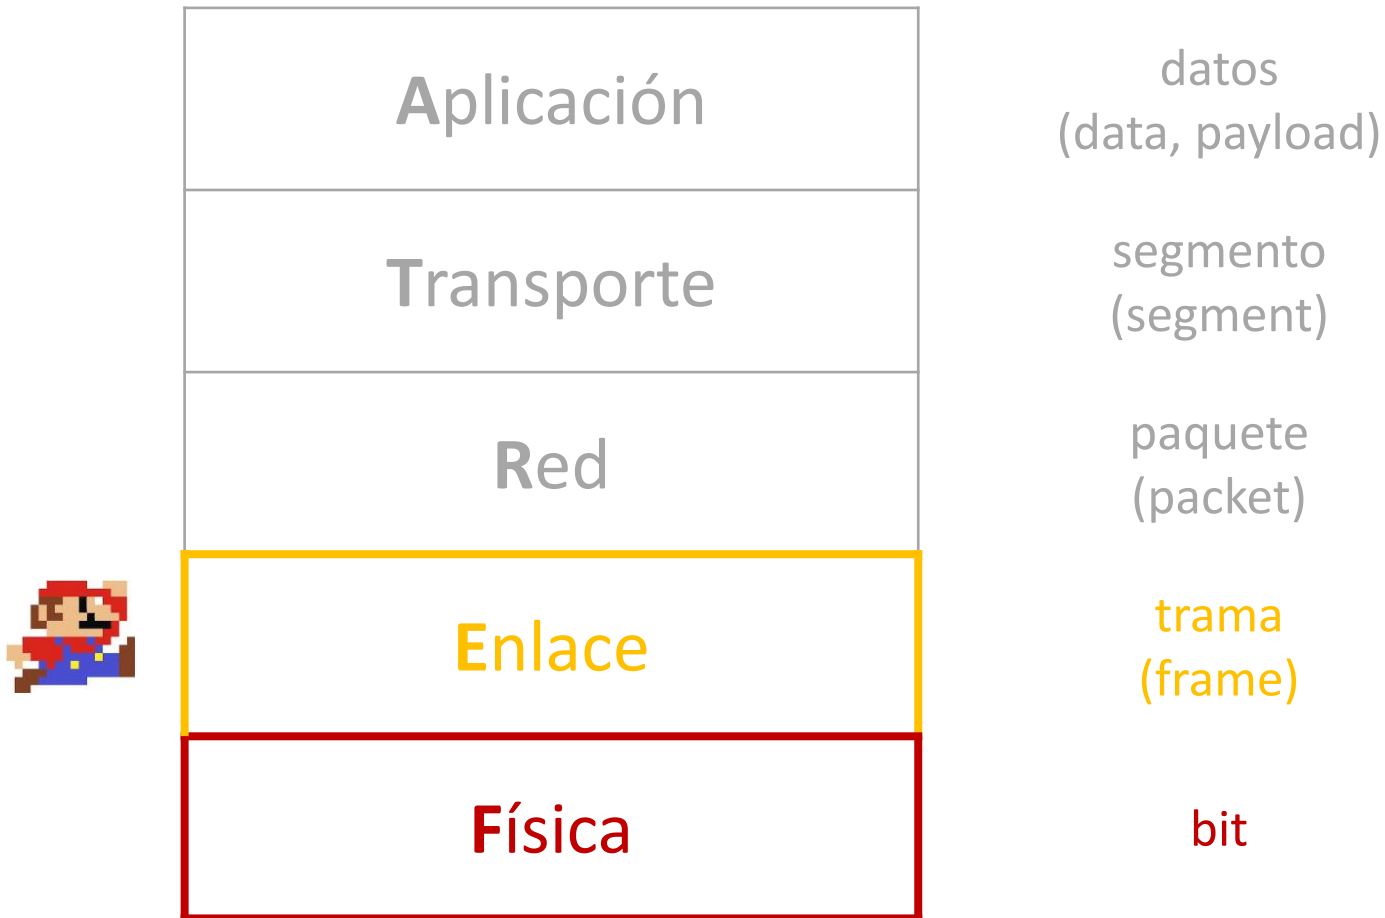 Aplicación
datos
(data, payload)
Transporte
segmento
(segment)
Red
paquete
(packet)
Enlace
trama
(frame)
Física
bit